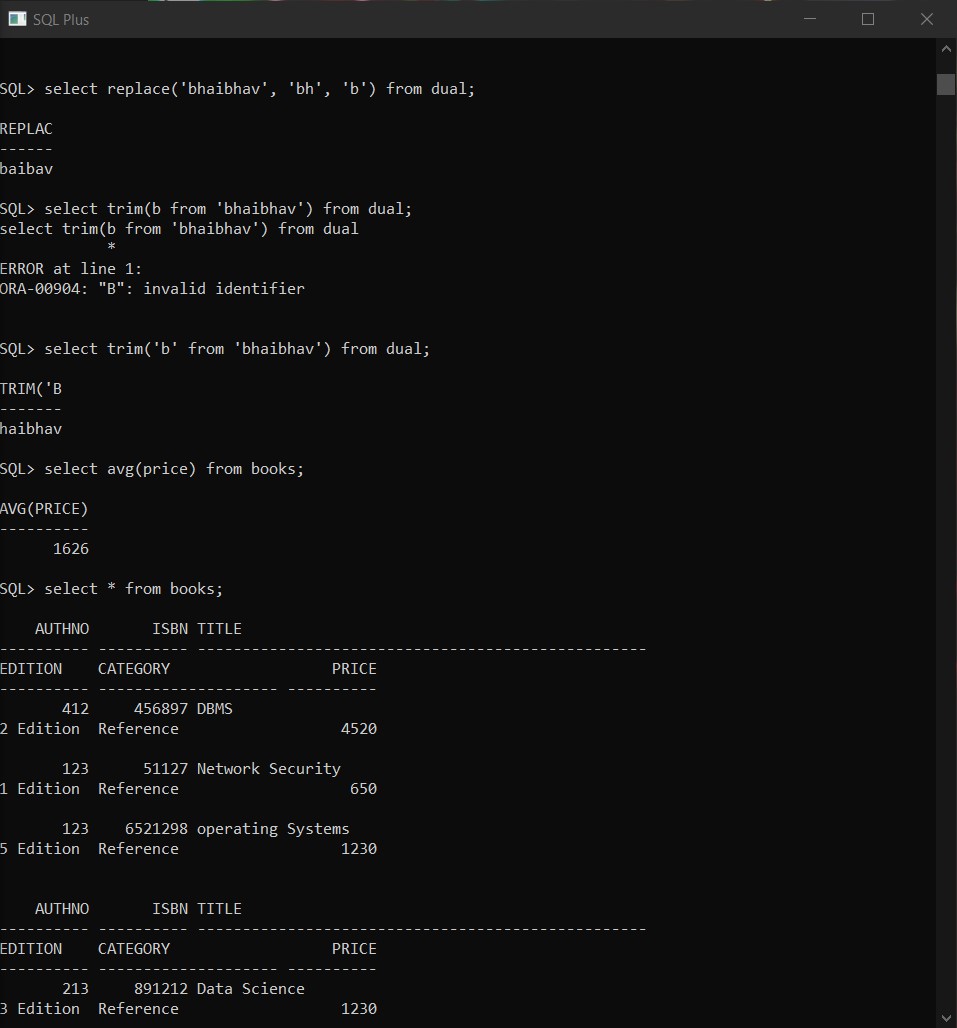 SQL Plus
SQL> select replace('bhaibhav', 'bh', 'b') from dual;
REPLAC
------
baibav
SQL> select trim(b from 'bhaibhav') from dual;
select trim(b from 'bhaibhav') from dual
            *
ERROR at line 1:
ORA-00904: "B": invalid identifier
SQL> select trim('b' from 'bhaibhav') from dual;
TRIM('B
-------
haibhav
SQL> select avg(price) from books;
AVG(PRICE)
----------
      1626
SQL> select * from books;
    AUTHNO       ISBN TITLE
---------- ---------- --------------------------------------------------
EDITION    CATEGORY                  PRICE
---------- -------------------- ----------
       412     456897 DBMS
2 Edition  Reference                  4520
       123      51127 Network Security
1 Edition  Reference                   650
       123    6521298 operating Systems
5 Edition  Reference                  1230
    AUTHNO       ISBN TITLE
---------- ---------- --------------------------------------------------
EDITION    CATEGORY                  PRICE
---------- -------------------- ----------
       213     891212 Data Science
3 Edition  Reference                  1230